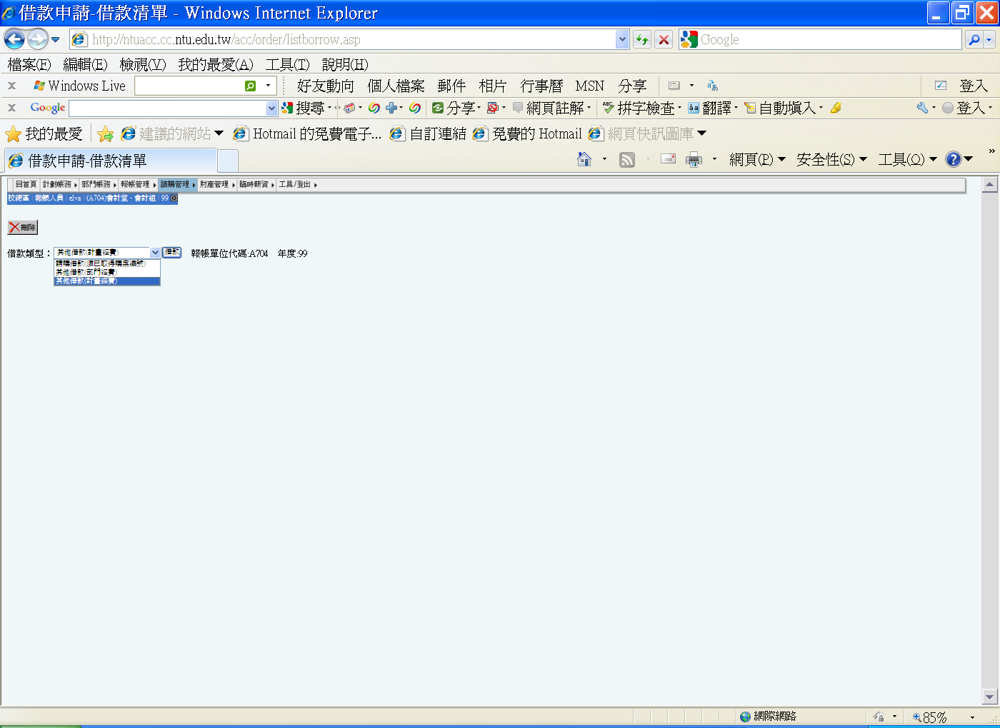 借款申請-借款清單 - Windows Internet Explorer
http://ntuacc.cc.ntu.edu.tw/acc/order/listborrow.asp
Google
檔案(F) 編輯(E) 檢視(V) 我的最愛(A) 工具(T) 說明(H)
x Windows Live 好友動向 個人檔案 郵件 相片 行事曆 MSN 分享 登入
x Google 搜尋 分享 網頁註解 拼字檢查 翻譯 自動填入 登入
我的最愛 建議的網站 Hotmail 的免費電子... 自訂連結 免費的 Hotmail 網頁快訊圖庫
借款申請-借款清單 網頁(P) 安全性(S) 工具(O) »
回首頁 計劃帳務 部門帳務 報帳管理 請購管理 財產管理 臨時薪資 工具/登出
校總區 | 報帳人員 | elva | (A704)會計室 - 會計組 | 99
刪除
借款類型：其他借款(計畫經費) 借款 報帳單位代碼:A704 年度:99
請購借款(須已取得購案編號)
其他借款(部門經費)
其他借款(計畫經費)
網際網路 85%